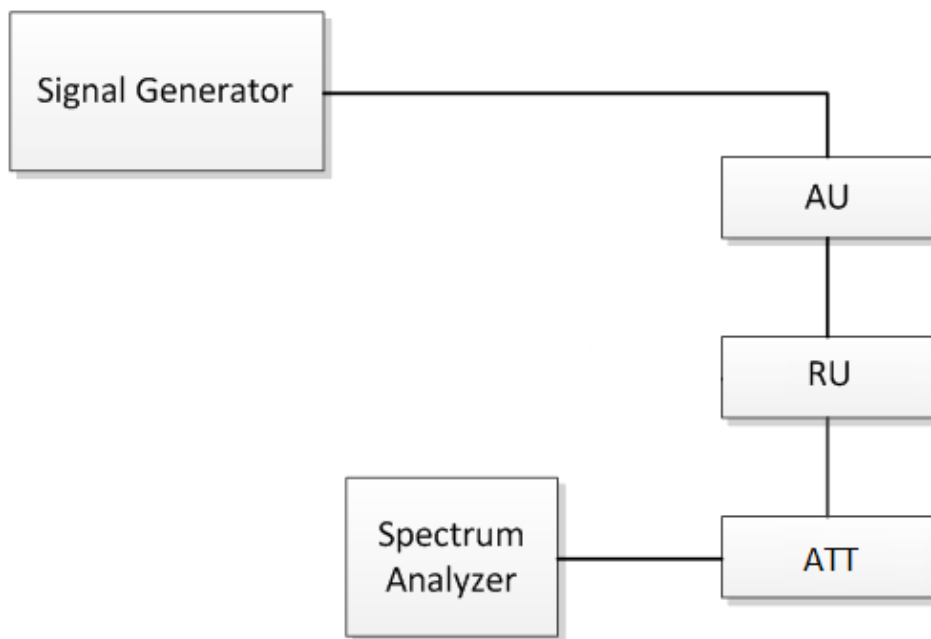 Signal Generator
AU
RU
Spectrum
Analyzer
ATT